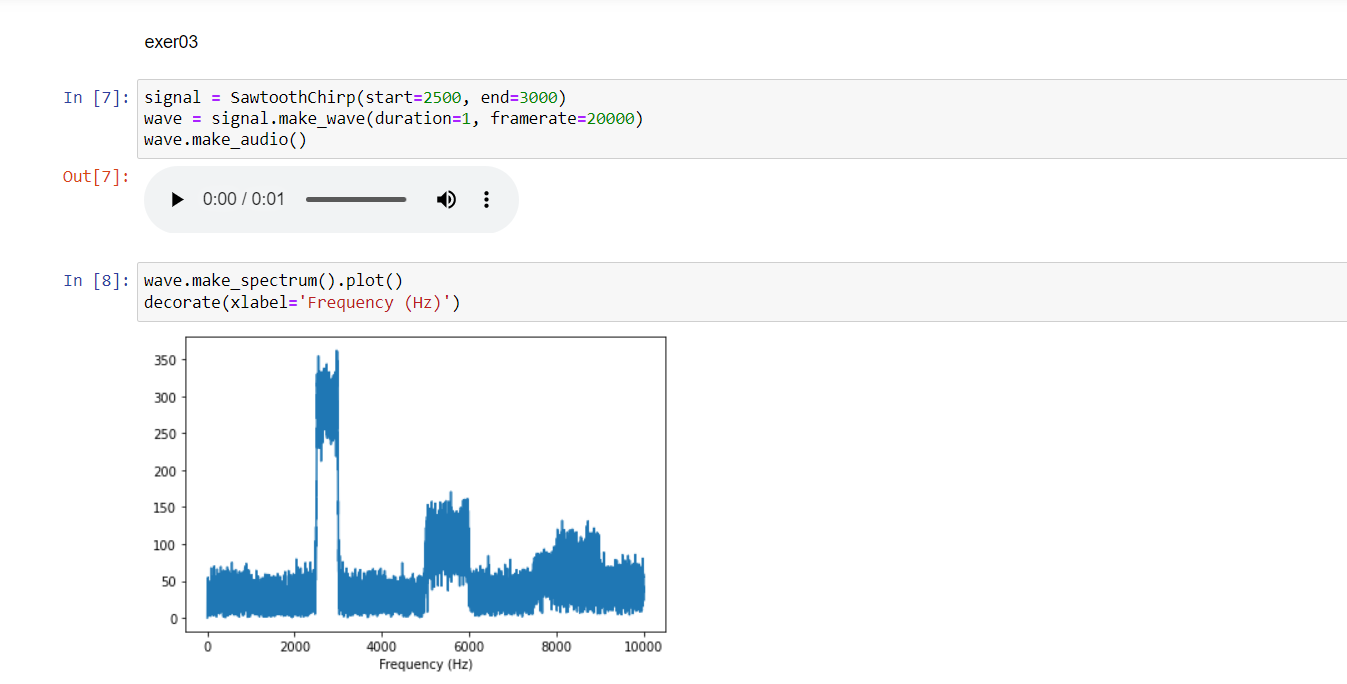 exer03
In [7]: signal = SawtoothChirp(start=2500, end=3000)
wave = signal.make_wave(duration=1, framerate=20000)
wave.make_audio()
Out[7]:
0:00 / 0:01
In [8]: wave.make_spectrum().plot()
decorate(xlabel='Frequency (Hz)')
350
300
250
200
150
100
50
0
0 2000 4000 6000 8000 10000
Frequency (Hz)